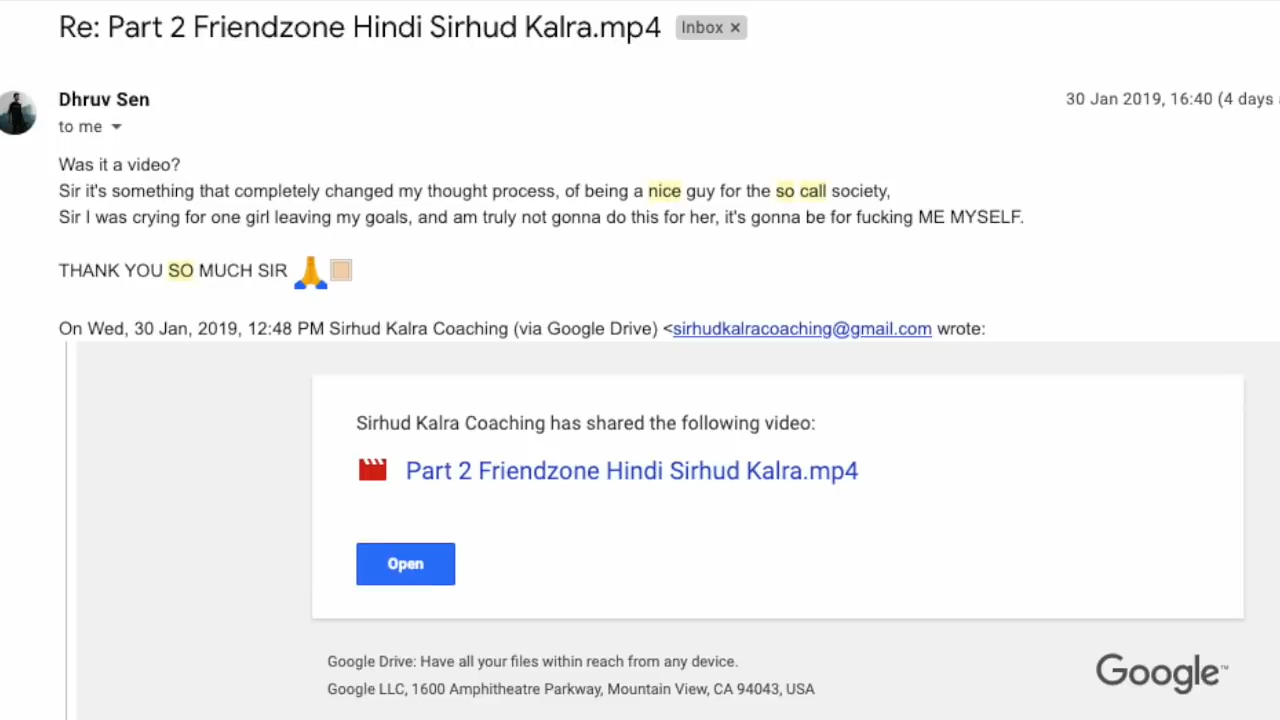 Re: Part 2 Friendzone Hindi Sirhud Kalra.mp4 Inbox ×
Dhruv Sen 30 Jan 2019, 16:40 (4 days
to me
Was it a video?
Sir it's something that completely changed my thought process, of being a nice guy for the so call society,
Sir I was crying for one girl leaving my goals, and am truly not gonna do this for her, it's gonna be for fucking ME MYSELF.
THANK YOU SO MUCH SIR 🙏🏼
On Wed, 30 Jan, 2019, 12:48 PM Sirhud Kalra Coaching (via Google Drive) <sirhudkalracoaching@gmail.com wrote:
Sirhud Kalra Coaching has shared the following video:
Part 2 Friendzone Hindi Sirhud Kalra.mp4
Open
Google Drive: Have all your files within reach from any device.
Google LLC, 1600 Amphitheatre Parkway, Mountain View, CA 94043, USA
Google™